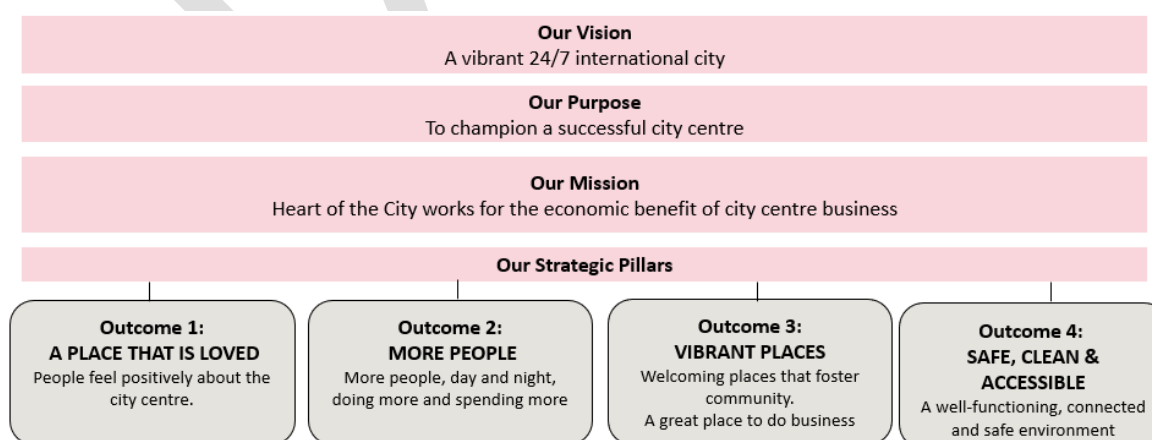 Our Vision
A vibrant 24/7 international city
Our Purpose
To champion a successful city centre
Our Mission
Heart of the City works for the economic benefit of city centre business
Our Strategic Pillars
Outcome 1:
A PLACE THAT IS LOVED
People feel positively about the
city centre.
Outcome 2:
MORE PEOPLE
More people, day and night,
doing more and spending more
Outcome 3:
VIBRANT PLACES
Welcoming places that foster
community.
A great place to do business
Outcome 4:
SAFE, CLEAN &
ACCESSIBLE
A well-functioning, connected
and safe environment